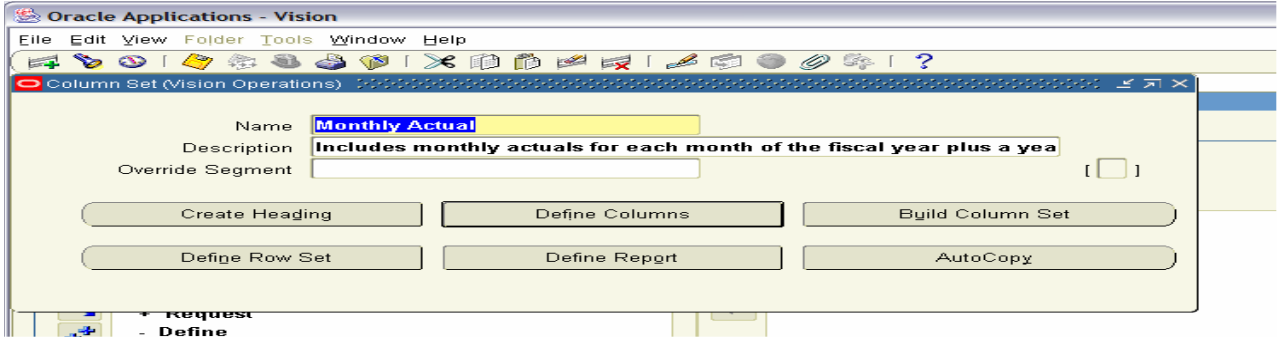 Oracle Applications - Vision
File Edit View Folder Tools Window Help
Column Set (Vision Operations)
Name Monthly Actual
Description Includes monthly actuals for each month of the fiscal year plus a yea
Override Segment
[ ]
Create Heading Define Columns Build Column Set
Define Row Set Define Report AutoCopy
+ Request
- Define